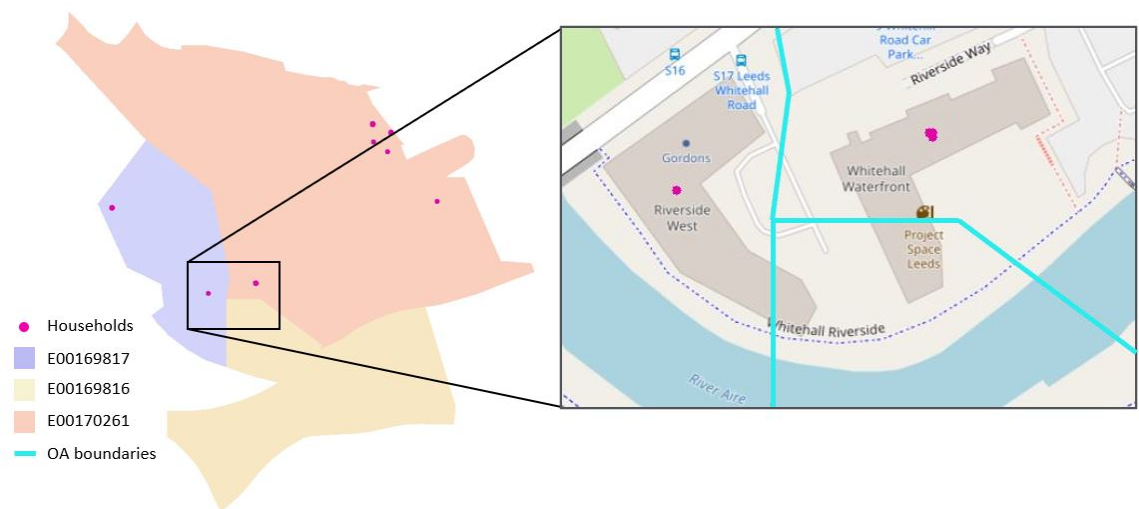 Households
E00169817
E00169816
E00170261
OA boundaries
Road Car
Park...
Riverside Way
S16
S17 Leeds
Whitehall
Road
Gordons
Whitehall
Waterfront
Riverside
West
Project
Space
Leeds
Whitehall Riverside
River Aire